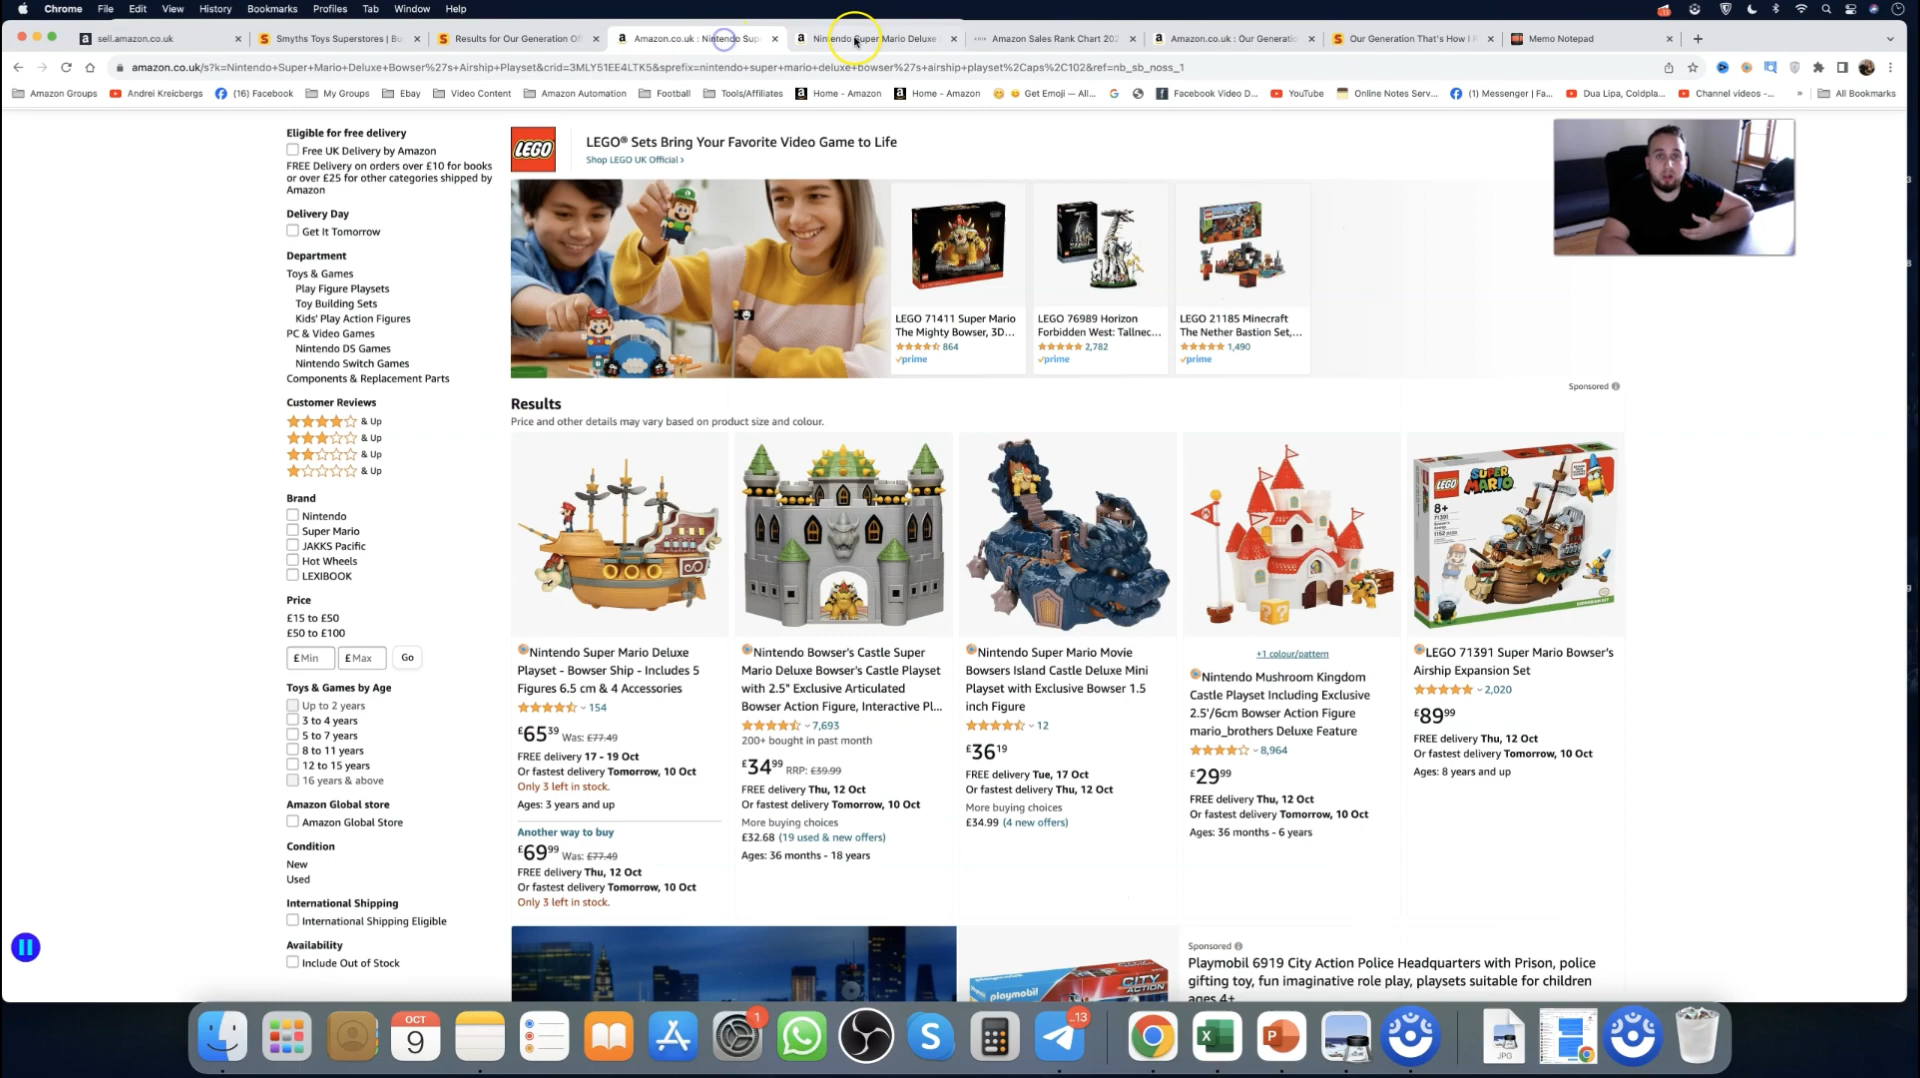 Chrome File Edit View History Bookmarks Profiles Tab Window Help
sell.amazon.co.uk
Smyths Toys Superstores | Bu
Results for Our Generation Of
Amazon.co.uk : Nintendo Sup
Nintendo Super Mario Deluxe
Amazon Sales Rank Chart 202
Amazon.co.uk : Our Generatio
Our Generation That's How I R
Memo Notepad
amazon.co.uk/s?k=Nintendo+Super+Mario+Deluxe+Bowser%27s+Airship+Playset&crid=3MLY51EE4LTK5&sprefix=nintendo+super+mario+deluxe+bowser%27s+airship+playset%2Caps%2C102&ref=nb_sb_noss_1
Amazon Groups Andrei Kreicbergs (16) Facebook My Groups Ebay Video Content Amazon Automation Football Tools/Affiliates Home - Amazon Home - Amazon Get Emoji — All... Facebook Video D... YouTube Online Notes Serv... (1) Messenger | Fa... Dua Lipa, Coldpla... Channel videos -... » All Bookmarks
Eligible for free delivery
Free UK Delivery by Amazon
FREE Delivery on orders over £10 for books
or over £25 for other categories shipped by
Amazon
Delivery Day
Get It Tomorrow
Department
Toys & Games
Play Figure Playsets
Toy Building Sets
Kids' Play Action Figures
PC & Video Games
Nintendo DS Games
Nintendo Switch Games
Components & Replacement Parts
Customer Reviews
& Up
& Up
& Up
& Up
Brand
Nintendo
Super Mario
JAKKS Pacific
Hot Wheels
LEXIBOOK
Price
£15 to £50
£50 to £100
£ Min £ Max Go
Toys & Games by Age
Up to 2 years
3 to 4 years
5 to 7 years
8 to 11 years
12 to 15 years
16 years & above
Amazon Global store
Amazon Global Store
Condition
New
Used
International Shipping
International Shipping Eligible
Availability
Include Out of Stock
LEGO
LEGO® Sets Bring Your Favorite Video Game to Life
Shop LEGO UK Official ›
LEGO 71411 Super Mario
The Mighty Bowser, 3D...
864
prime
LEGO 76989 Horizon
Forbidden West: Tallnec...
2,782
prime
LEGO 21185 Minecraft
The Nether Bastion Set,...
1,490
prime
Sponsored
Results
Price and other details may vary based on product size and colour.
Nintendo Super Mario Deluxe
Playset - Bowser Ship - Includes 5
Figures 6.5 cm & 4 Accessories
154
£65³⁹ Was: £77.49
FREE delivery 17 - 19 Oct
Or fastest delivery Tomorrow, 10 Oct
Only 3 left in stock.
Ages: 3 years and up
Another way to buy
£69⁹⁹ Was: £77.49
FREE delivery Thu, 12 Oct
Or fastest delivery Tomorrow, 10 Oct
Only 3 left in stock.
Nintendo Bowser's Castle Super
Mario Deluxe Bowser's Castle Playset
with 2.5" Exclusive Articulated
Bowser Action Figure, Interactive Pl...
7,693
200+ bought in past month
£34⁹⁹ RRP: £39.99
FREE delivery Thu, 12 Oct
Or fastest delivery Tomorrow, 10 Oct
More buying choices
£32.68 (19 used & new offers)
Ages: 36 months - 18 years
Nintendo Super Mario Movie
Bowsers Island Castle Deluxe Mini
Playset with Exclusive Bowser 1.5
inch Figure
12
£36¹⁹
FREE delivery Tue, 17 Oct
Or fastest delivery Thu, 12 Oct
More buying choices
£34.99 (4 new offers)
+1 colour/pattern
Nintendo Mushroom Kingdom
Castle Playset Including Exclusive
2.5'/6cm Bowser Action Figure
mario_brothers Deluxe Feature
8,964
£29⁹⁹
FREE delivery Thu, 12 Oct
Or fastest delivery Tomorrow, 10 Oct
Ages: 36 months - 6 years
LEGO SUPER MARIO
8+
71391
LEGO 71391 Super Mario Bowser's
Airship Expansion Set
2,020
£89⁹⁹
FREE delivery Thu, 12 Oct
Or fastest delivery Tomorrow, 10 Oct
Ages: 8 years and up
playmobil
CITY
ACTION
Sponsored
Playmobil 6919 City Action Police Headquarters with Prison, police
gifting toy, fun imaginative role play, playsets suitable for children
ages 4+
OCT
9
1
..13
JPG